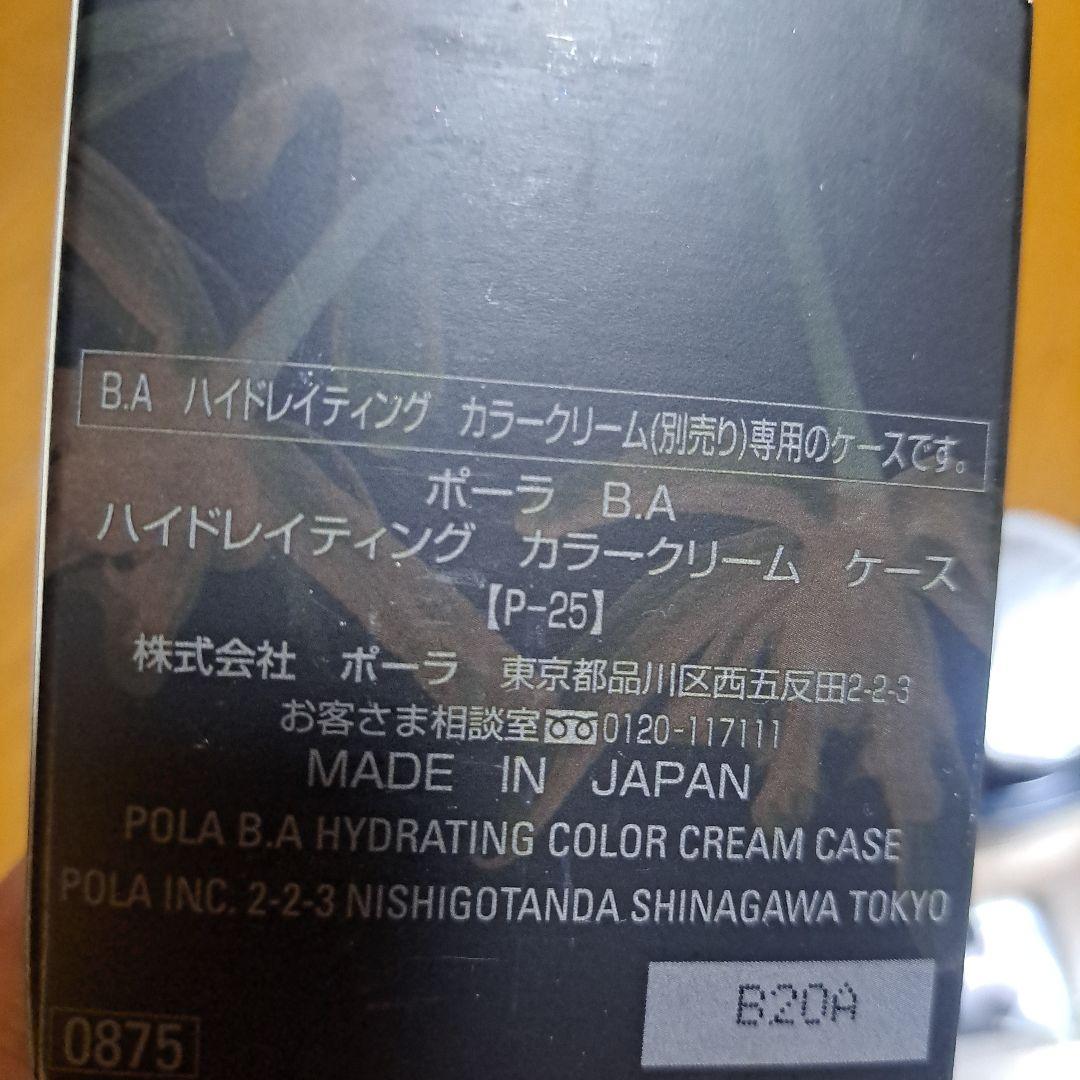 B.A ハイドレイティング カラークリーム(別売り)専用のケースです。
ポーラ B.A
ハイドレイティング カラークリーム ケース
【P-25】
株式会社 ポーラ 東京都品川区西五反田2-2-3
お客さま相談室 0120-117111
MADE IN JAPAN
POLA B.A HYDRATING COLOR CREAM CASE
POLA INC. 2-2-3 NISHIGOTANDA SHINAGAWA TOKYO
B20A
0875